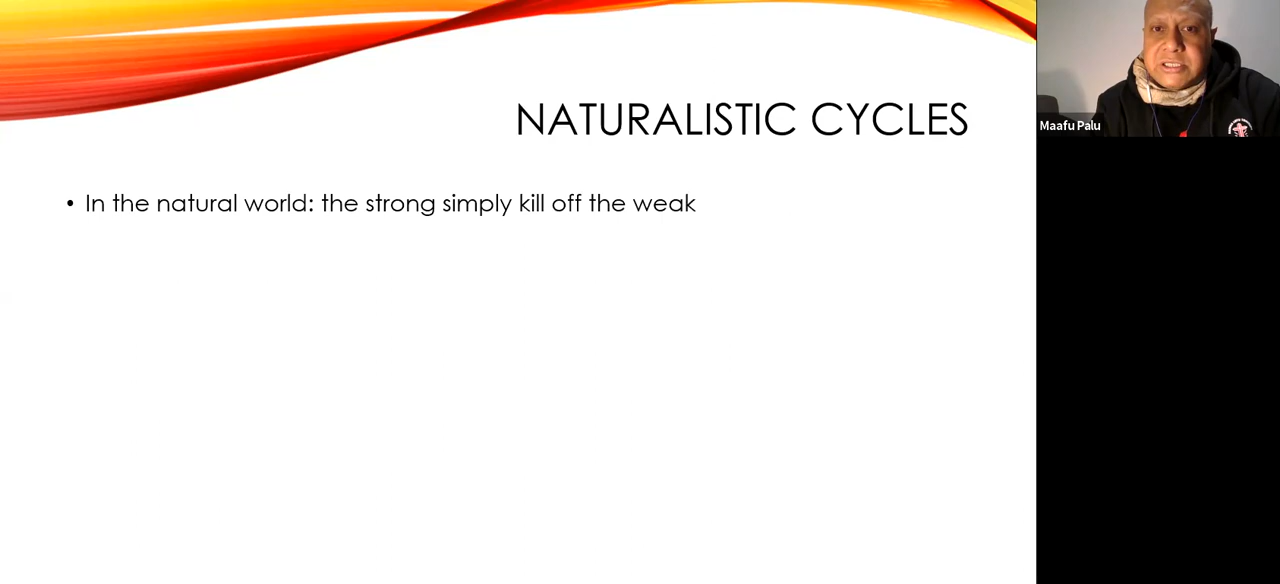 NATURALISTIC CYCLES
• In the natural world: the strong simply kill off the weak
Maafu Palu